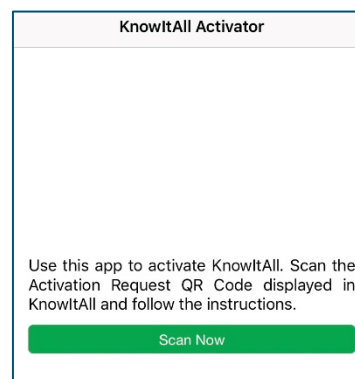 KnowItAll Activator
Use this app to activate KnowItAll. Scan the
Activation Request QR Code displayed in
KnowItAll and follow the instructions.
Scan Now